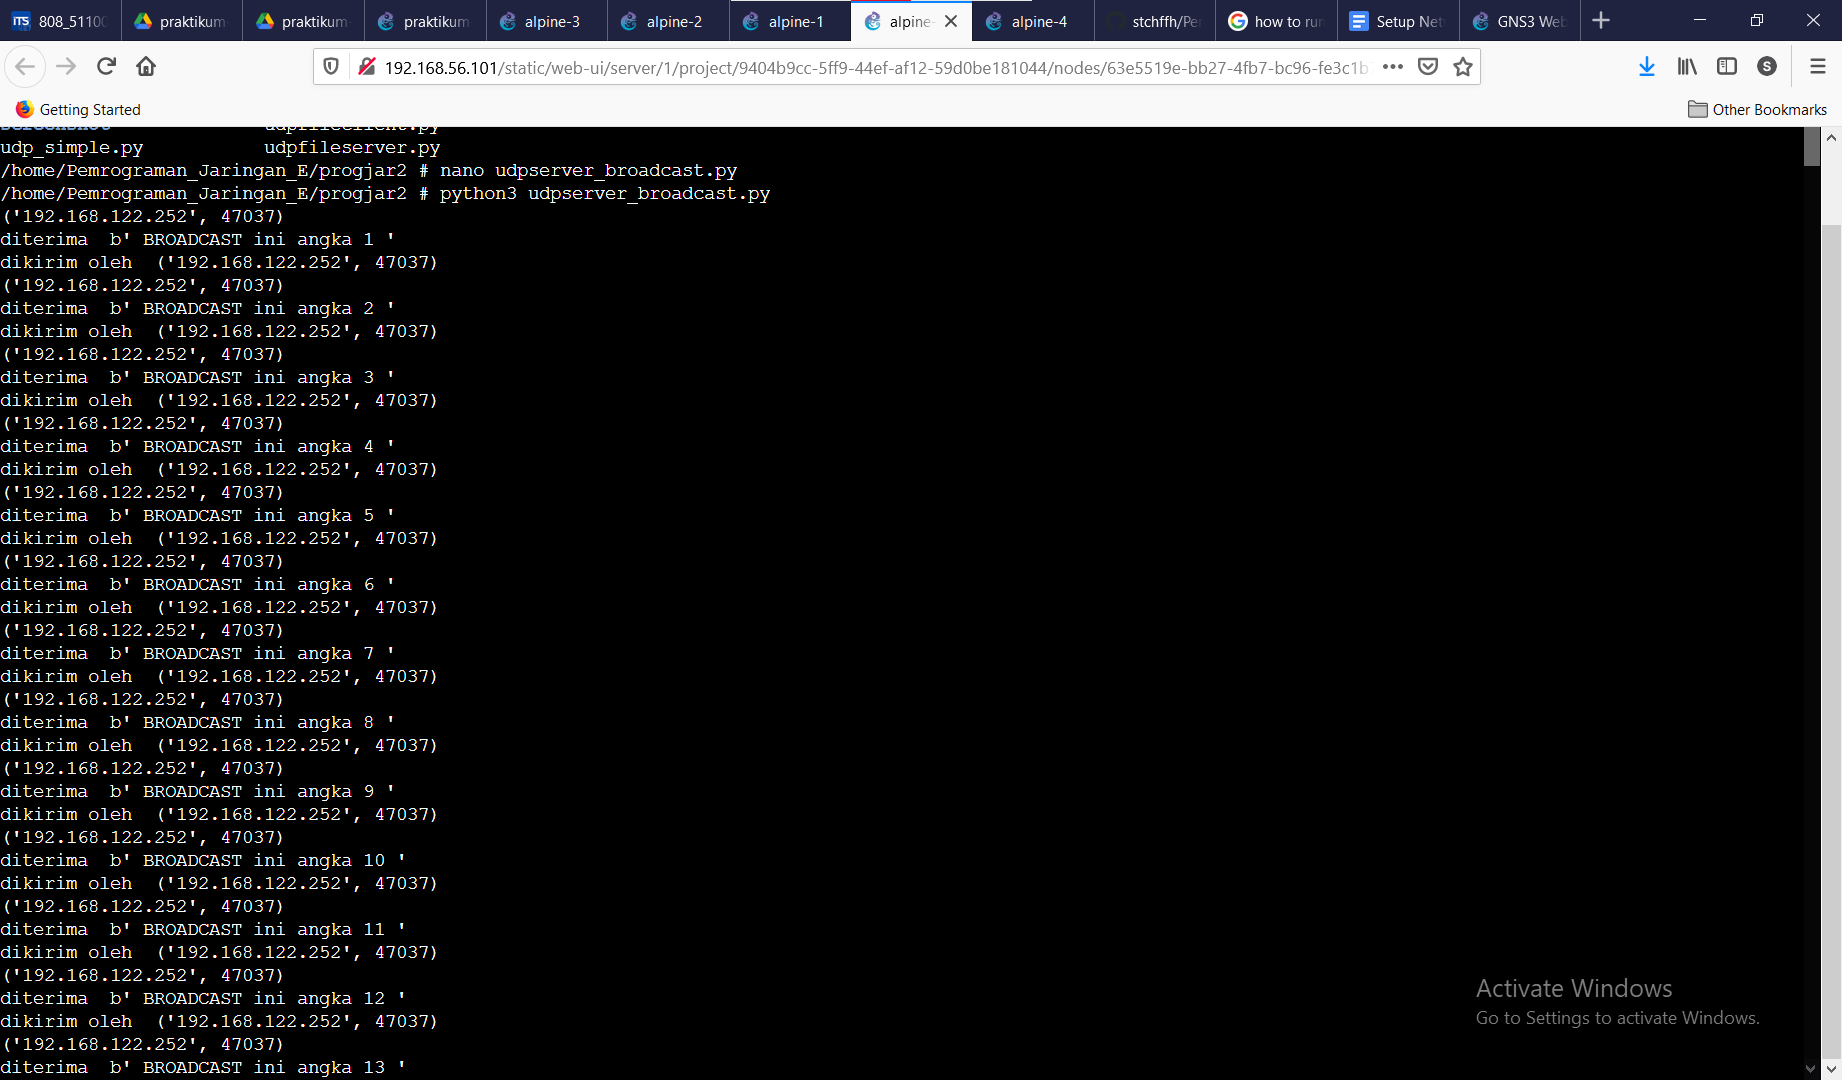 808_5110
praktikum
praktikum
praktikum
alpine-3
alpine-2
alpine-1
alpine-
alpine-4
stchffh/Per
how to run
Setup Net
GNS3 Web
192.168.56.101/static/web-ui/server/1/project/9404b9cc-5ff9-44ef-af12-59d0be181044/nodes/63e5519e-bb27-4fb7-bc96-fe3c1b
S
Getting Started
Other Bookmarks
screenshot udpfileclient.py
udp_simple.py udpfileserver.py
/home/Pemrograman_Jaringan_E/progjar2 # nano udpserver_broadcast.py
/home/Pemrograman_Jaringan_E/progjar2 # python3 udpserver_broadcast.py
('192.168.122.252', 47037)
diterima  b' BROADCAST ini angka 1 '
dikirim oleh  ('192.168.122.252', 47037)
('192.168.122.252', 47037)
diterima  b' BROADCAST ini angka 2 '
dikirim oleh  ('192.168.122.252', 47037)
('192.168.122.252', 47037)
diterima  b' BROADCAST ini angka 3 '
dikirim oleh  ('192.168.122.252', 47037)
('192.168.122.252', 47037)
diterima  b' BROADCAST ini angka 4 '
dikirim oleh  ('192.168.122.252', 47037)
('192.168.122.252', 47037)
diterima  b' BROADCAST ini angka 5 '
dikirim oleh  ('192.168.122.252', 47037)
('192.168.122.252', 47037)
diterima  b' BROADCAST ini angka 6 '
dikirim oleh  ('192.168.122.252', 47037)
('192.168.122.252', 47037)
diterima  b' BROADCAST ini angka 7 '
dikirim oleh  ('192.168.122.252', 47037)
('192.168.122.252', 47037)
diterima  b' BROADCAST ini angka 8 '
dikirim oleh  ('192.168.122.252', 47037)
('192.168.122.252', 47037)
diterima  b' BROADCAST ini angka 9 '
dikirim oleh  ('192.168.122.252', 47037)
('192.168.122.252', 47037)
diterima  b' BROADCAST ini angka 10 '
dikirim oleh  ('192.168.122.252', 47037)
('192.168.122.252', 47037)
diterima  b' BROADCAST ini angka 11 '
dikirim oleh  ('192.168.122.252', 47037)
('192.168.122.252', 47037)
diterima  b' BROADCAST ini angka 12 '
dikirim oleh  ('192.168.122.252', 47037)
('192.168.122.252', 47037)
diterima  b' BROADCAST ini angka 13 '
Activate Windows
Go to Settings to activate Windows.